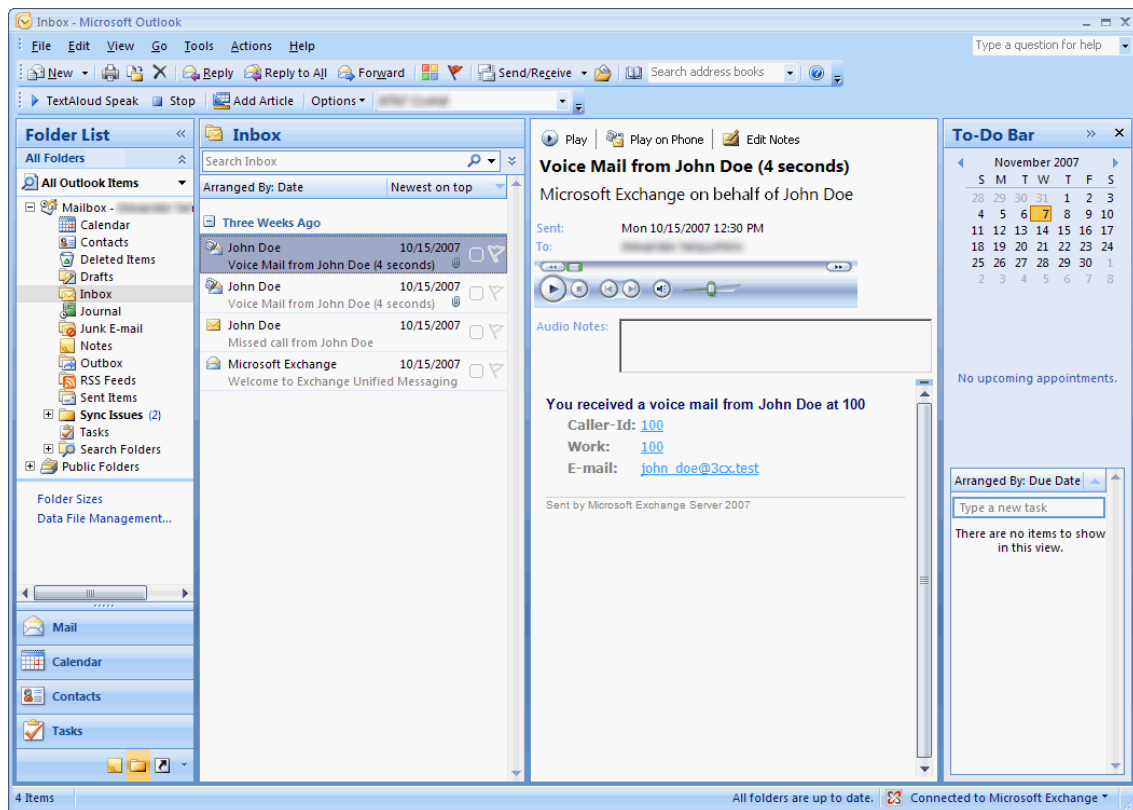 Inbox - Microsoft Outlook
File Edit View Go Tools Actions Help
Type a question for help
New Reply Reply to All Forward Send/Receive Search address books
TextAloud Speak Stop Add Article Options
Folder List
All Folders
All Outlook Items
Mailbox -
Calendar
Contacts
Deleted Items
Drafts
Inbox
Journal
Junk E-mail
Notes
Outbox
RSS Feeds
Sent Items
Sync Issues (2)
Tasks
Search Folders
Public Folders
Folder Sizes
Data File Management...
Mail
Calendar
Contacts
Tasks
Inbox
Search Inbox
Arranged By: Date Newest on top
Three Weeks Ago
John Doe 10/15/2007
Voice Mail from John Doe (4 seconds)
John Doe 10/15/2007
Voice Mail from John Doe (4 seconds)
John Doe 10/15/2007
Missed call from John Doe
Microsoft Exchange 10/15/2007
Welcome to Exchange Unified Messaging
Play Play on Phone Edit Notes
Voice Mail from John Doe (4 seconds)
Microsoft Exchange on behalf of John Doe
Sent: Mon 10/15/2007 12:30 PM
To:
Audio Notes:
You received a voice mail from John Doe at 100
Caller-Id: 100
Work: 100
E-mail: john_doe@3cx.test
Sent by Microsoft Exchange Server 2007
To-Do Bar
November 2007
S M T W T F S
28 29 30 31 1 2 3
4 5 6 7 8 9 10
11 12 13 14 15 16 17
18 19 20 21 22 23 24
25 26 27 28 29 30 1
2 3 4 5 6 7 8
No upcoming appointments.
Arranged By: Due Date
Type a new task
There are no items to show
in this view.
4 Items
All folders are up to date. Connected to Microsoft Exchange